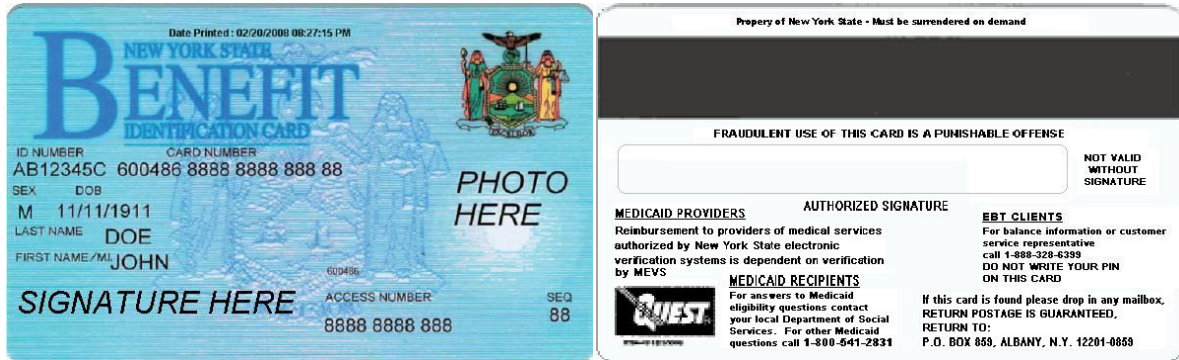 Date Printed : 02/20/2008 08:27:15 PM
NEW YORK STATE
BENEFIT
IDENTIFICATION CARD
ID NUMBER CARD NUMBER
AB12345C 600486 8888 8888 888 88
SEX DOB
M 11/11/1911
LAST NAME DOE
FIRST NAME/M.I. JOHN
600486
SIGNATURE HERE
ACCESS NUMBER
8888 8888 888
SEQ
88
EXCELSIOR
PHOTO
HERE
Propery of New York State - Must be surrendered on demand
FRAUDULENT USE OF THIS CARD IS A PUNISHABLE OFFENSE
NOT VALID
WITHOUT
SIGNATURE
AUTHORIZED SIGNATURE
MEDICAID PROVIDERS
Reimbursement to providers of medical services
authorized by New York State electronic
verification systems is dependent on verification
by MEVS
EBT CLIENTS
For balance information or customer
service representative
call 1-888-328-6399
DO NOT WRITE YOUR PIN
ON THIS CARD
QUEST
MEDICAID RECIPIENTS
For answers to Medicaid
eligibility questions contact
your local Department of Social
Services. For other Medicaid
questions call 1-800-541-2831
If this card is found please drop in any mailbox,
RETURN POSTAGE IS GUARANTEED,
RETURN TO:
P.O. BOX 859, ALBANY, N.Y. 12201-0859